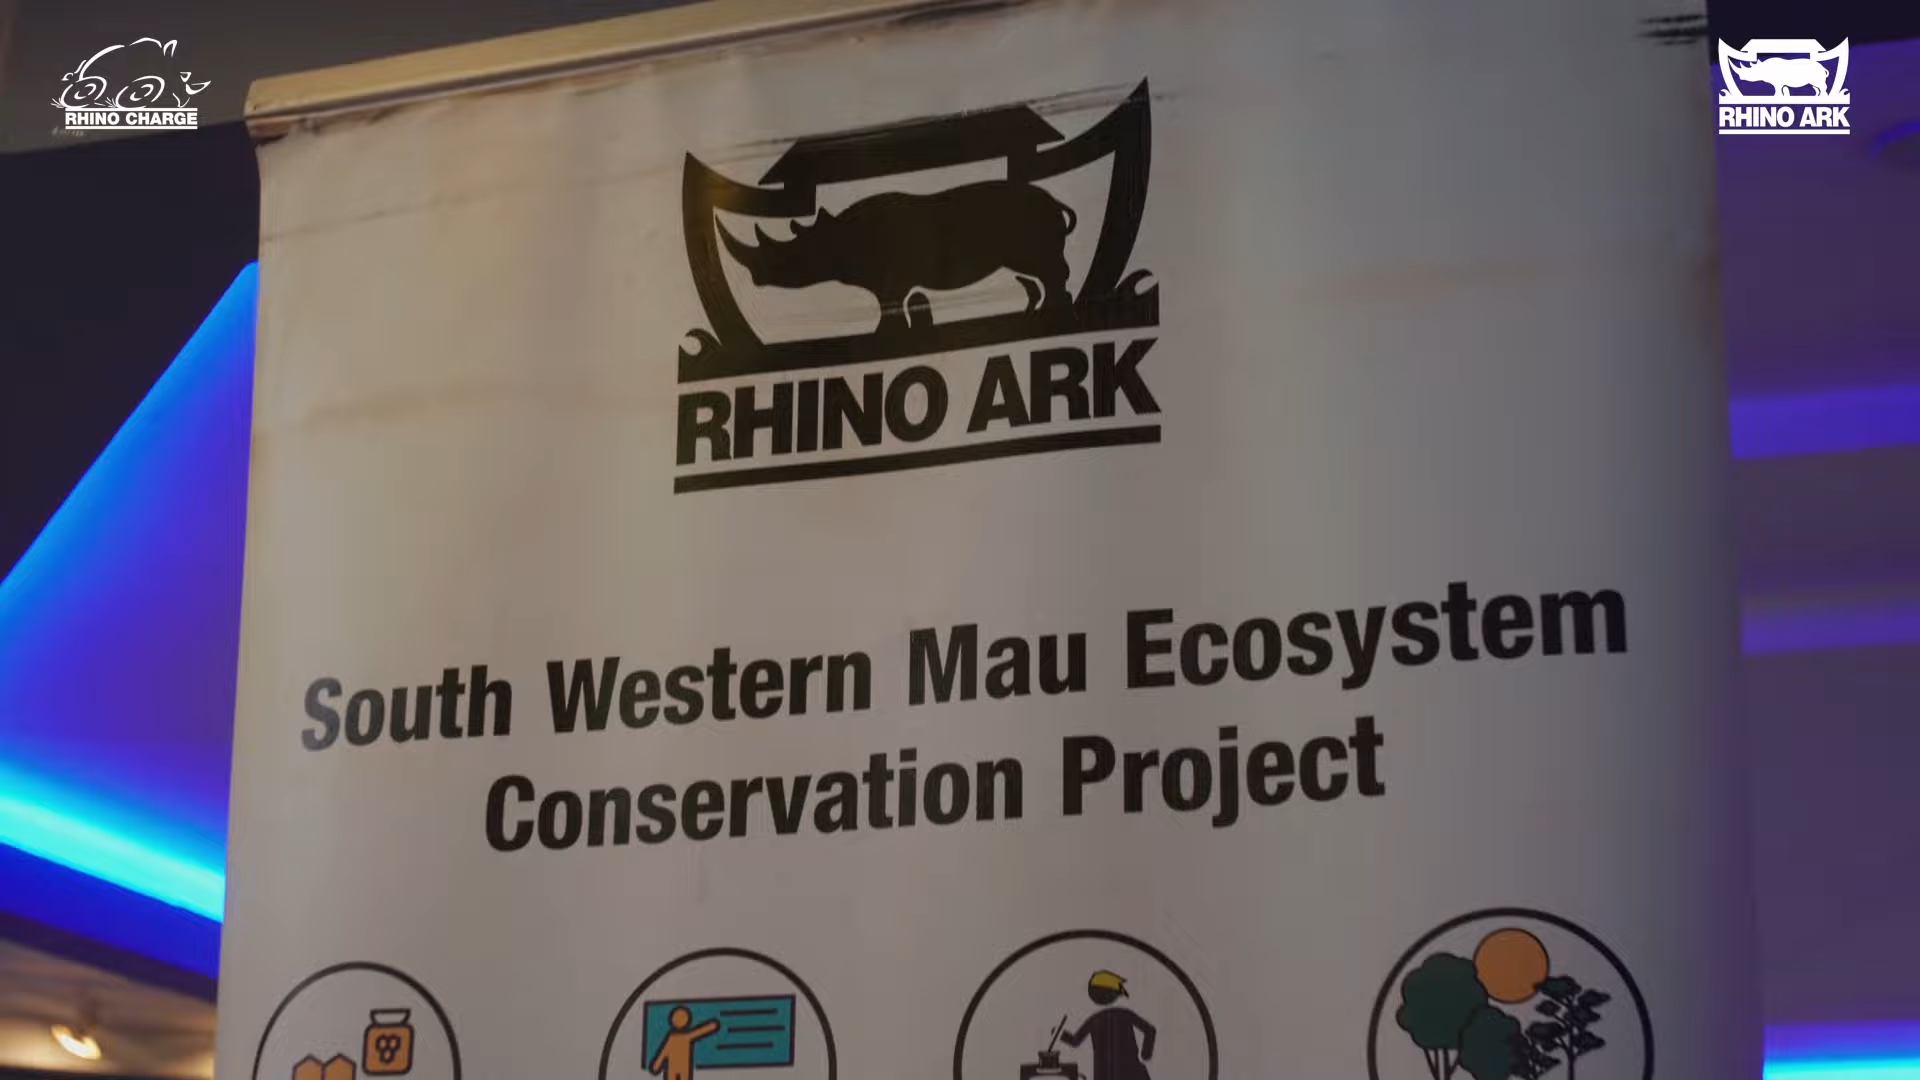 RHINO CHARGE
RHINO ARK
RHINO ARK
South Western Mau Ecosystem
Conservation Project